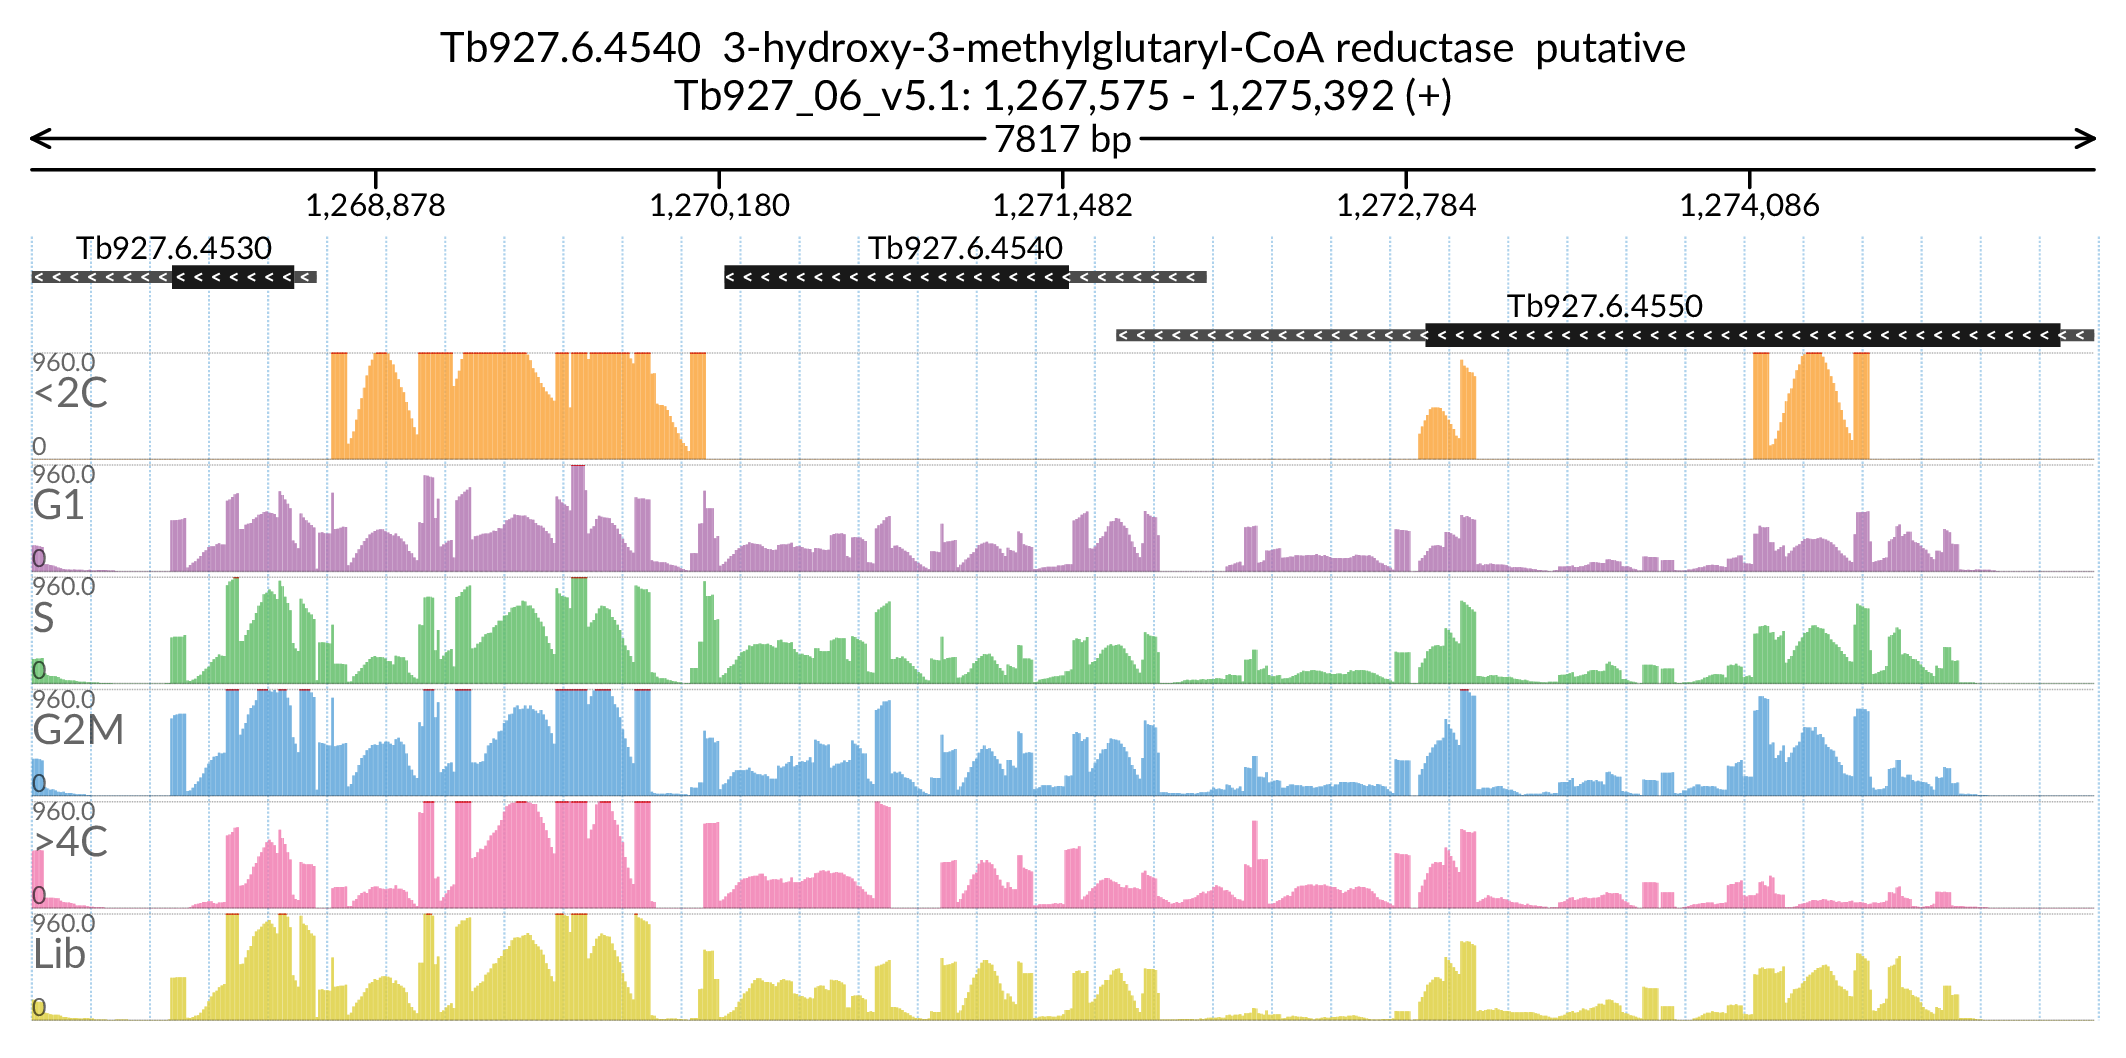 Tb927.6.4540 3-hydroxy-3-methylglutaryl-CoA reductase putative
Tb927_06_v5.1: 1,267,575 - 1,275,392 (+)
7817 bp
1,268,878 1,270,180 1,271,482 1,272,784 1,274,086
Tb927.6.4530 Tb927.6.4540
Tb927.6.4550
960.0
<2C
0
960.0
G1
0
960.0
S
0
960.0
G2M
0
960.0
>4C
0
960.0
Lib
0